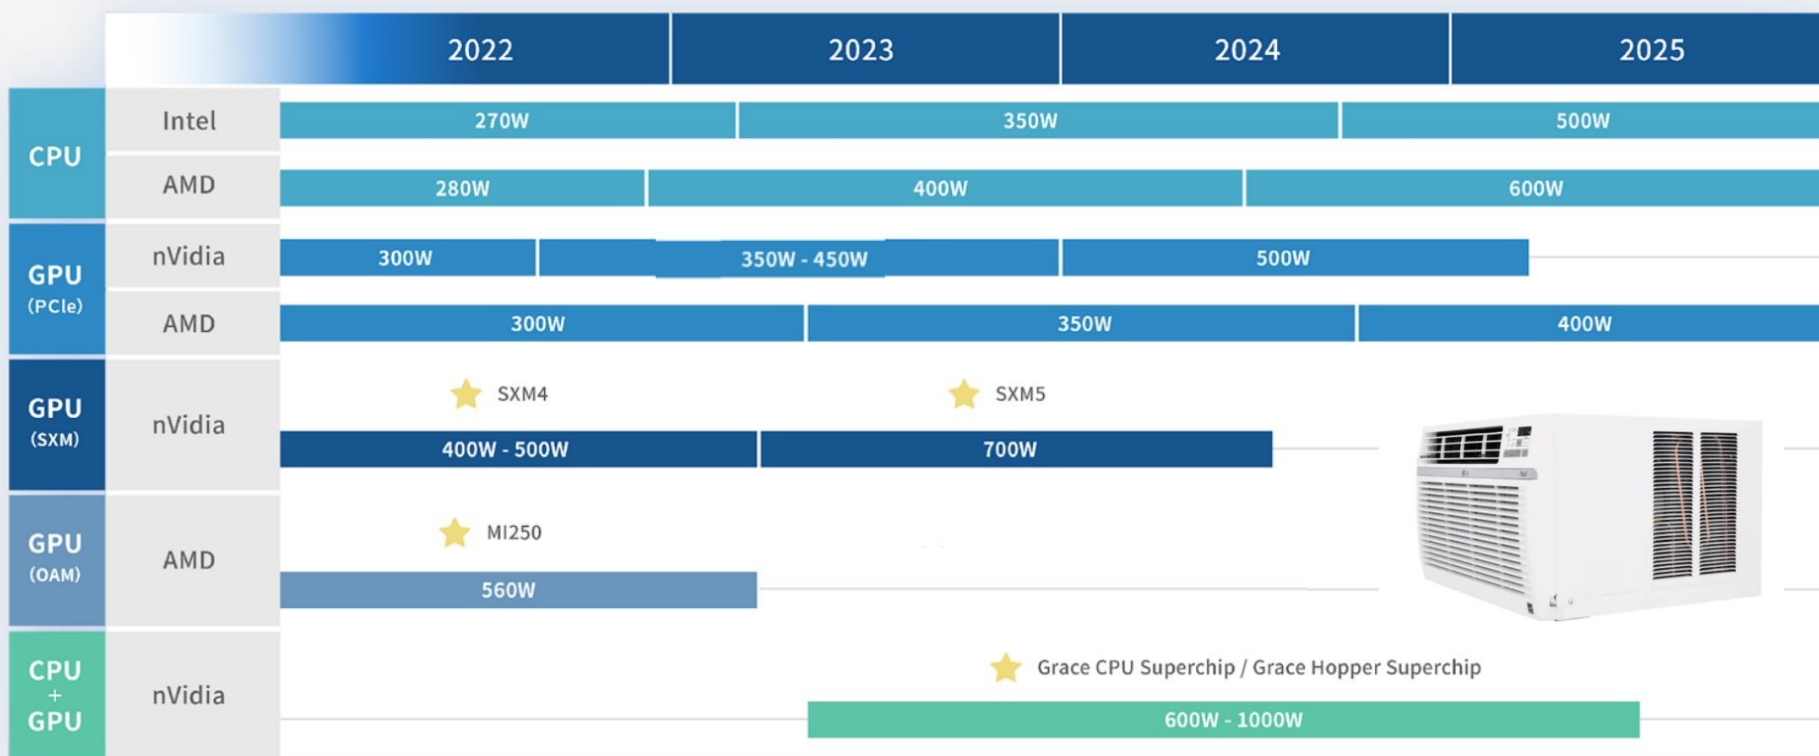 2022 2023 2024 2025
CPU
Intel 270W 350W 500W
AMD 280W 400W 600W
GPU
(PCle)
nVidia 300W 350W - 450W 500W
AMD 300W 350W 400W
GPU
(SXM)
nVidia
SXM4 SXM5
400W - 500W 700W
GPU
(OAM)
AMD
MI250
560W
CPU
+
GPU
nVidia
Grace CPU Superchip / Grace Hopper Superchip
600W - 1000W